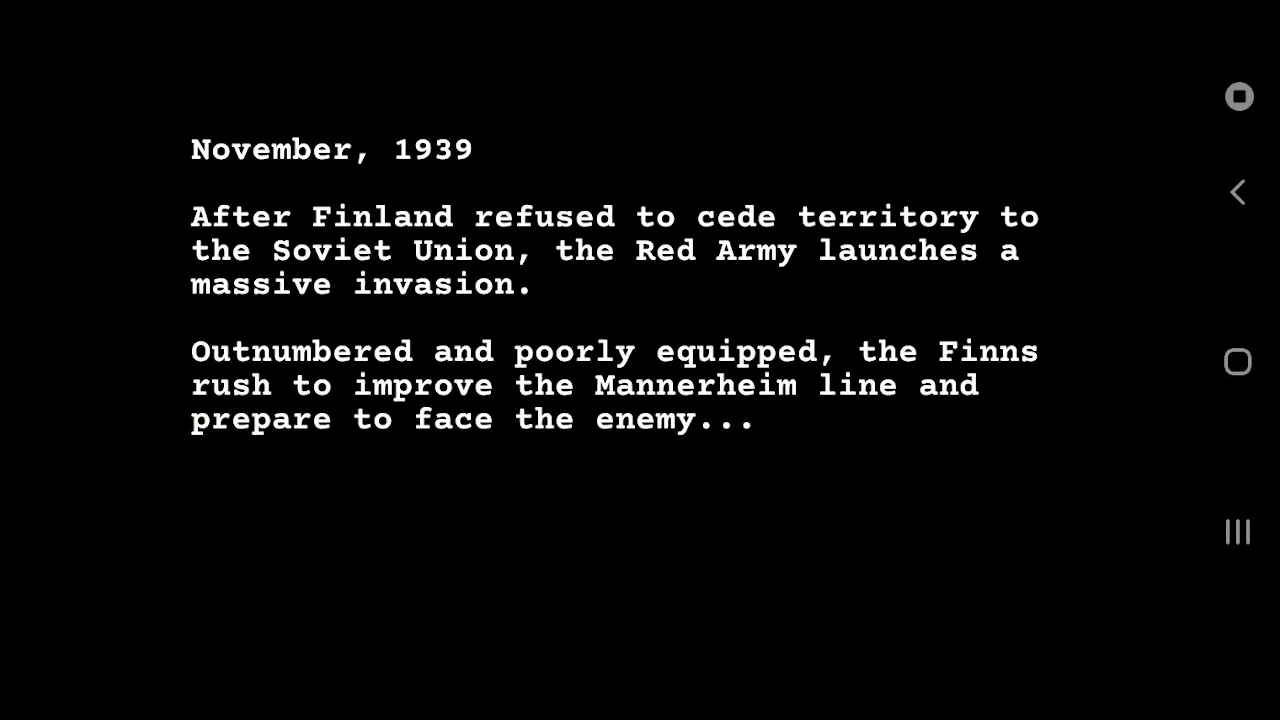 November, 1939
After Finland refused to cede territory to
the Soviet Union, the Red Army launches a
massive invasion.
Outnumbered and poorly equipped, the Finns
rush to improve the Mannerheim line and
prepare to face the enemy...